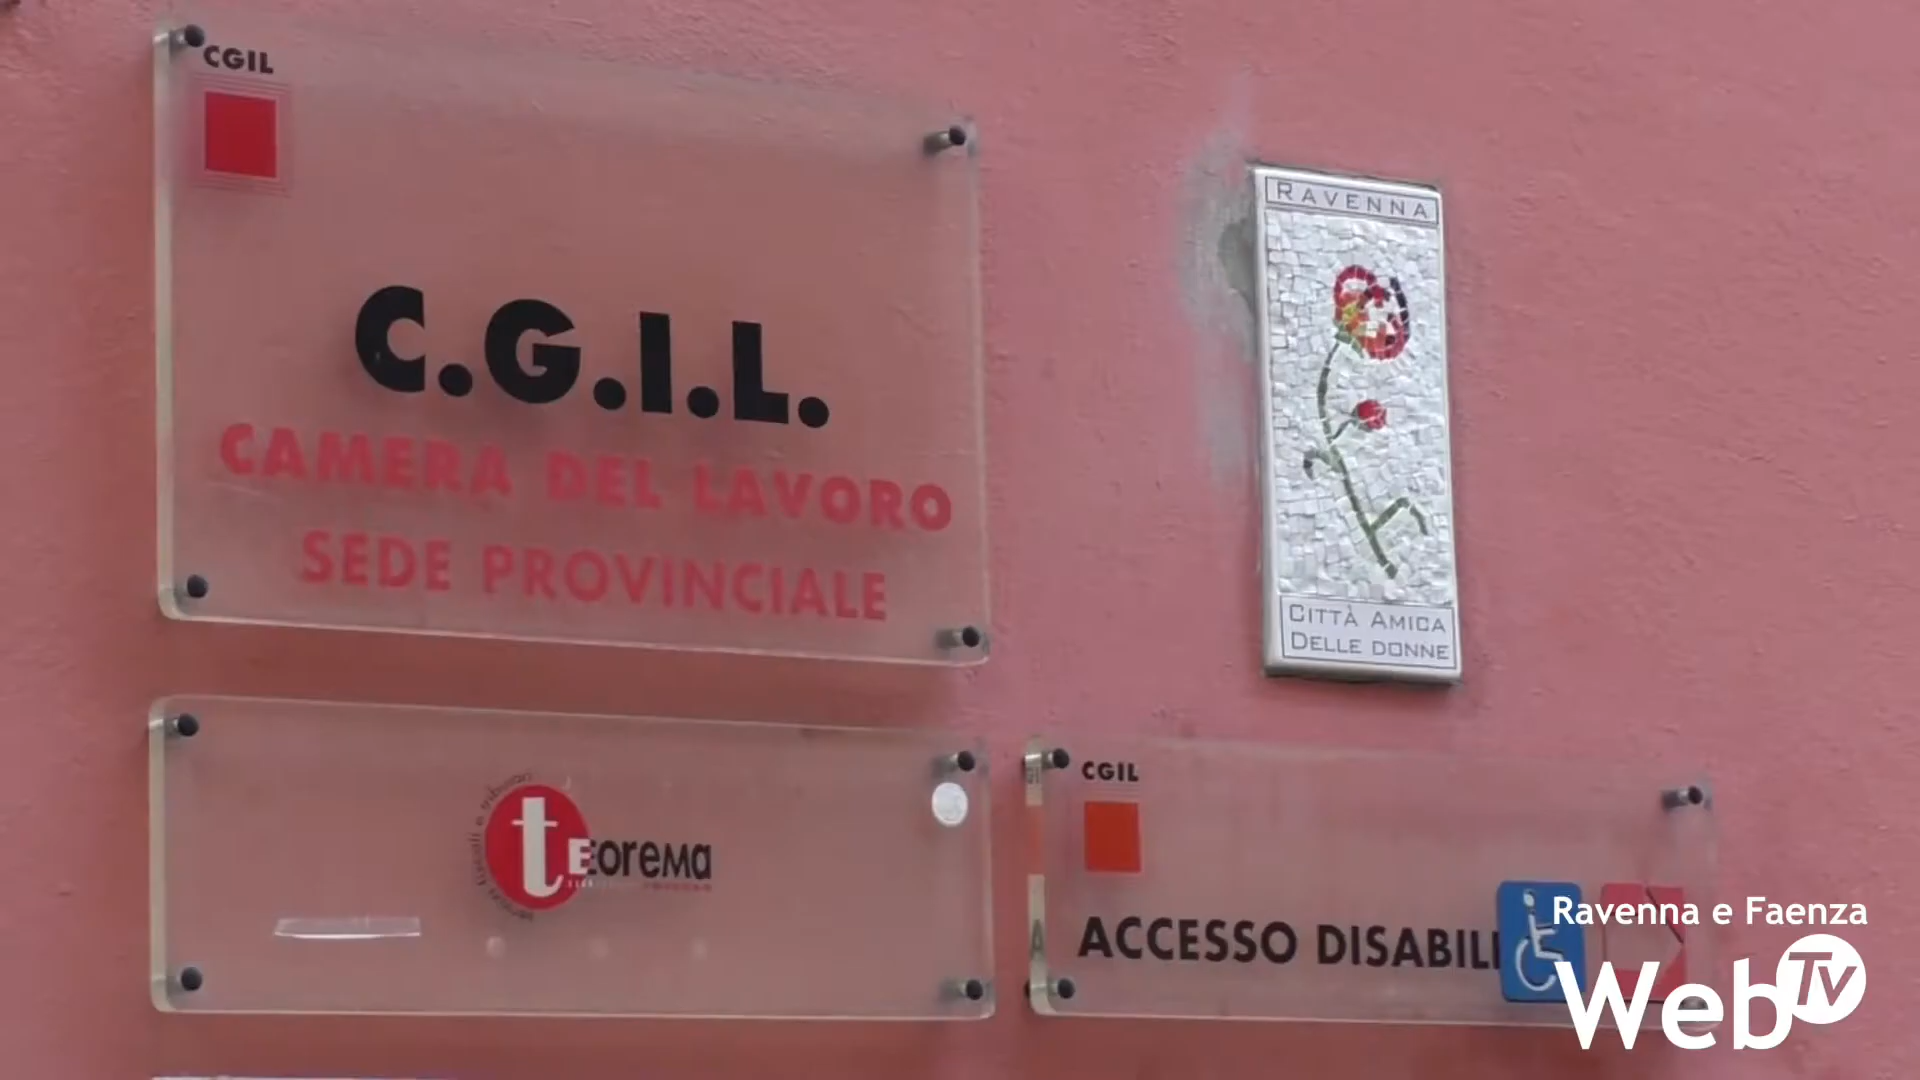 CGIL
C.G.I.L.
CAMERA DEL LAVORO
SEDE PROVINCIALE
RAVENNA
CITTÀ AMICA
DELLE DONNE
tEorema
CGIL
ACCESSO DISABILI
Ravenna e Faenza
WebTv